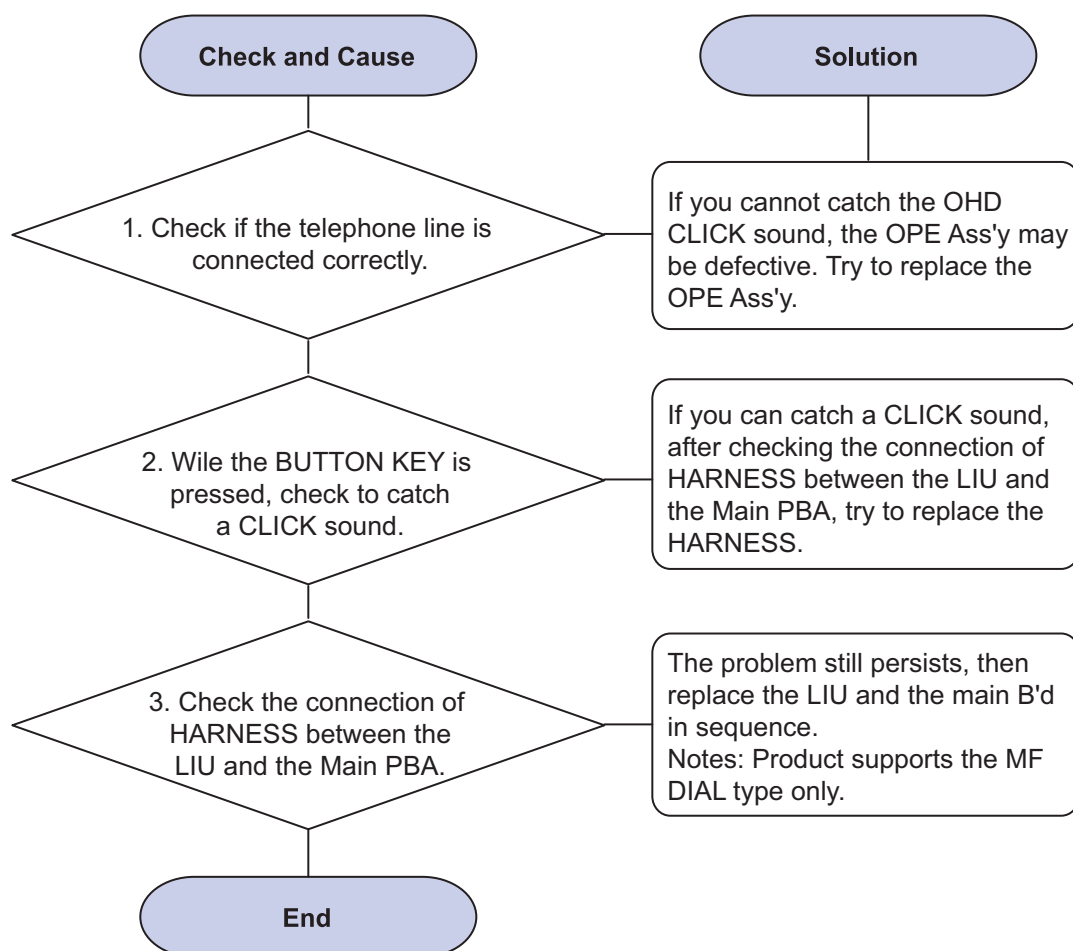 Check and Cause
Solution
1. Check if the telephone line is
connected correctly.
If you cannot catch the OHD
CLICK sound, the OPE Ass'y may
be defective. Try to replace the
OPE Ass'y.
2. Wile the BUTTON KEY is
pressed, check to catch
a CLICK sound.
If you can catch a CLICK sound,
after checking the connection of
HARNESS between the LIU and
the Main PBA, try to replace the
HARNESS.
3. Check the connection of
HARNESS between the
LIU and the Main PBA.
The problem still persists, then
replace the LIU and the main B'd
in sequence.
Notes: Product supports the MF
DIAL type only.
End